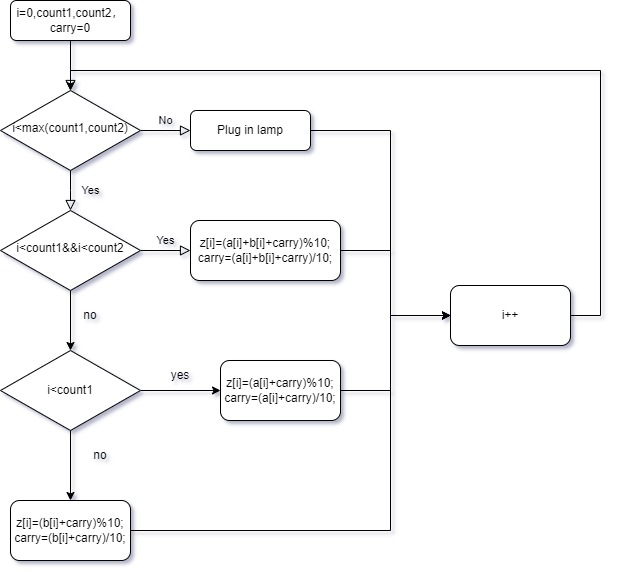 i=0,count1,count2,
carry=0
i<max(count1,count2)
No
Plug in lamp
Yes
i<count1&&i<count2
Yes
z[i]=(a[i]+b[i]+carry)%10;
carry=(a[i]+b[i]+carry)/10;
i++
no
i<count1
yes
z[i]=(a[i]+carry)%10;
carry=(a[i]+carry)/10;
no
z[i]=(b[i]+carry)%10;
carry=(b[i]+carry)/10;